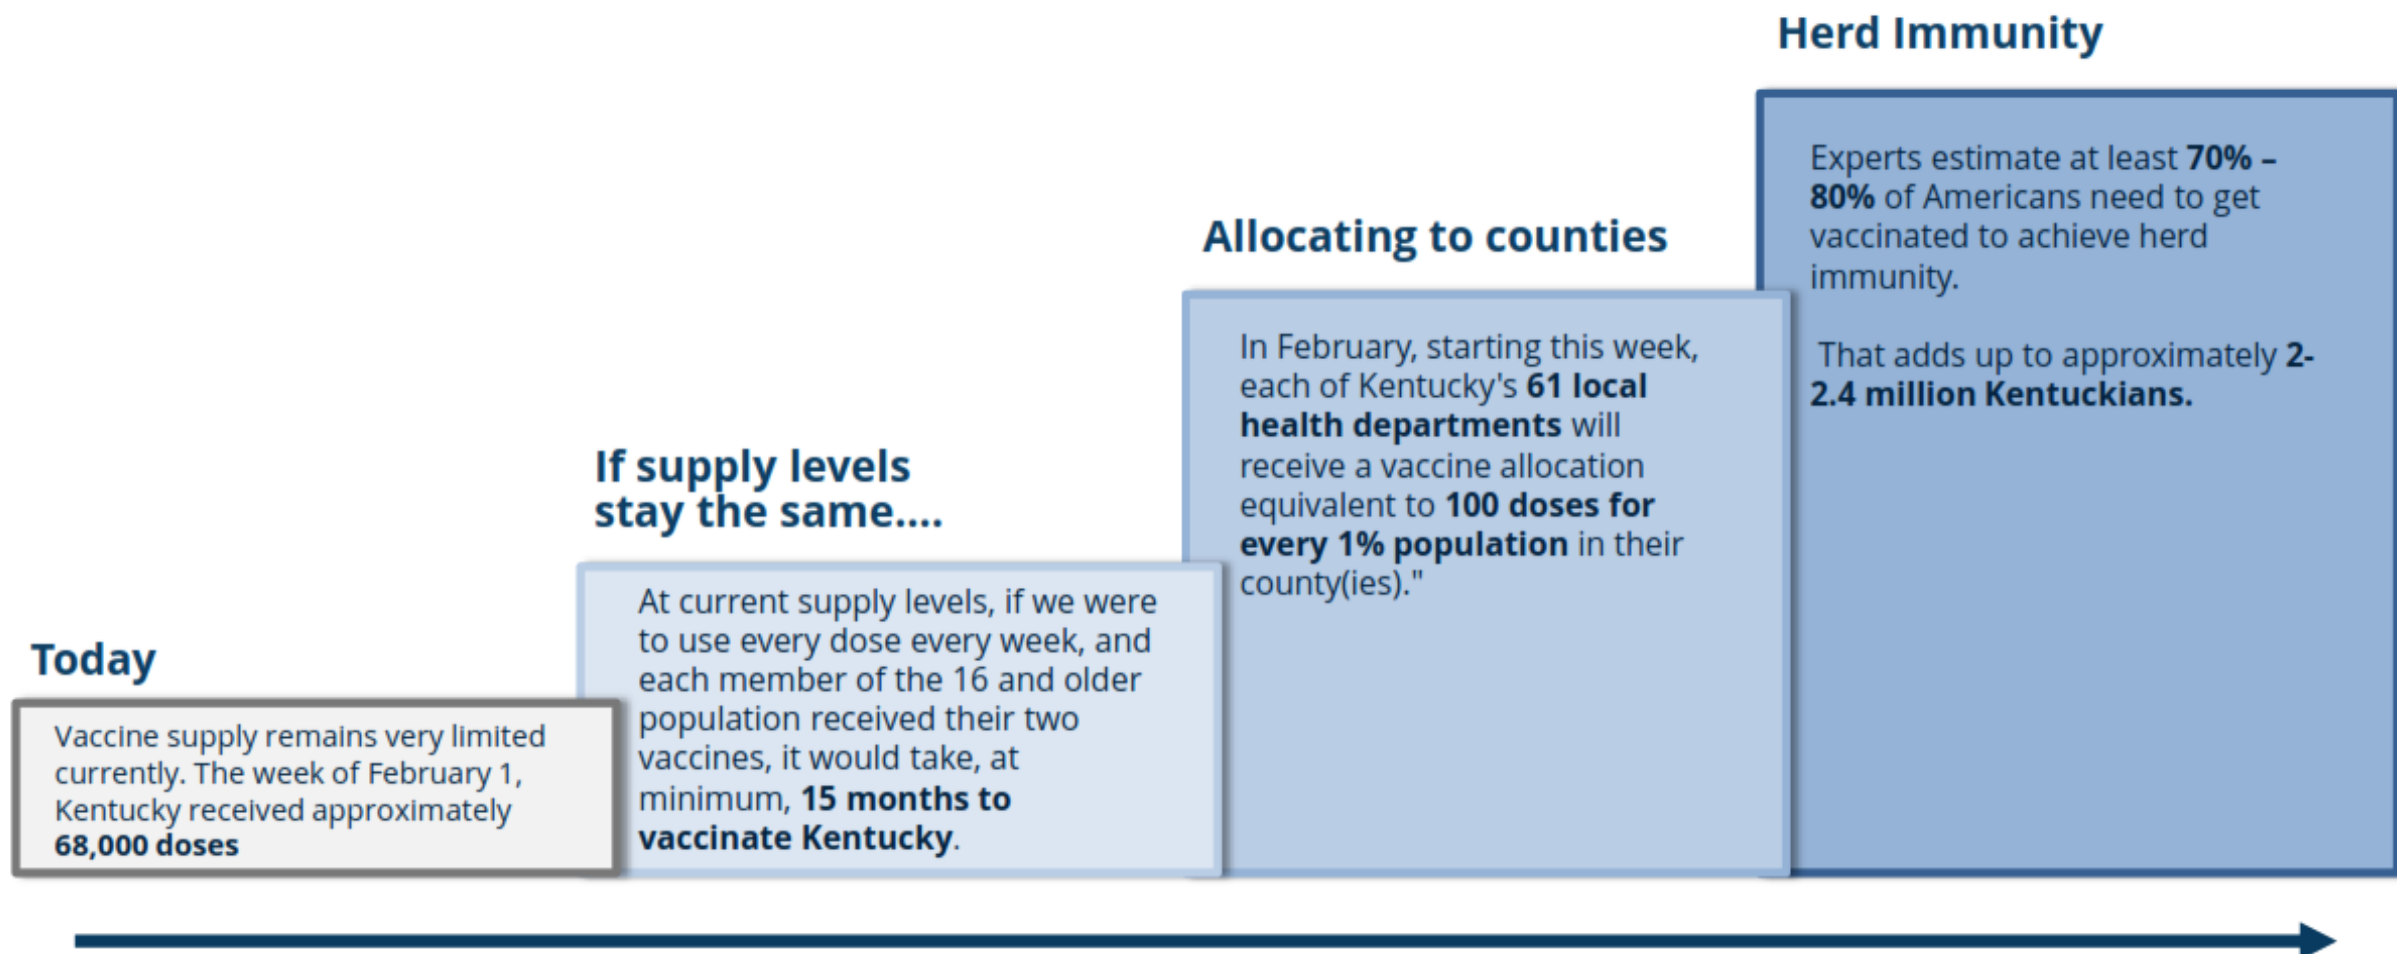 Today
Vaccine supply remains very limited
currently. The week of February 1,
Kentucky received approximately
68,000 doses
If supply levels
stay the same....
At current supply levels, if we were
to use every dose every week, and
each member of the 16 and older
population received their two
vaccines, it would take, at
minimum, 15 months to
vaccinate Kentucky.
Allocating to counties
In February, starting this week,
each of Kentucky's 61 local
health departments will
receive a vaccine allocation
equivalent to 100 doses for
every 1% population in their
county(ies)."
Herd Immunity
Experts estimate at least 70% –
80% of Americans need to get
vaccinated to achieve herd
immunity.
That adds up to approximately 2-
2.4 million Kentuckians.